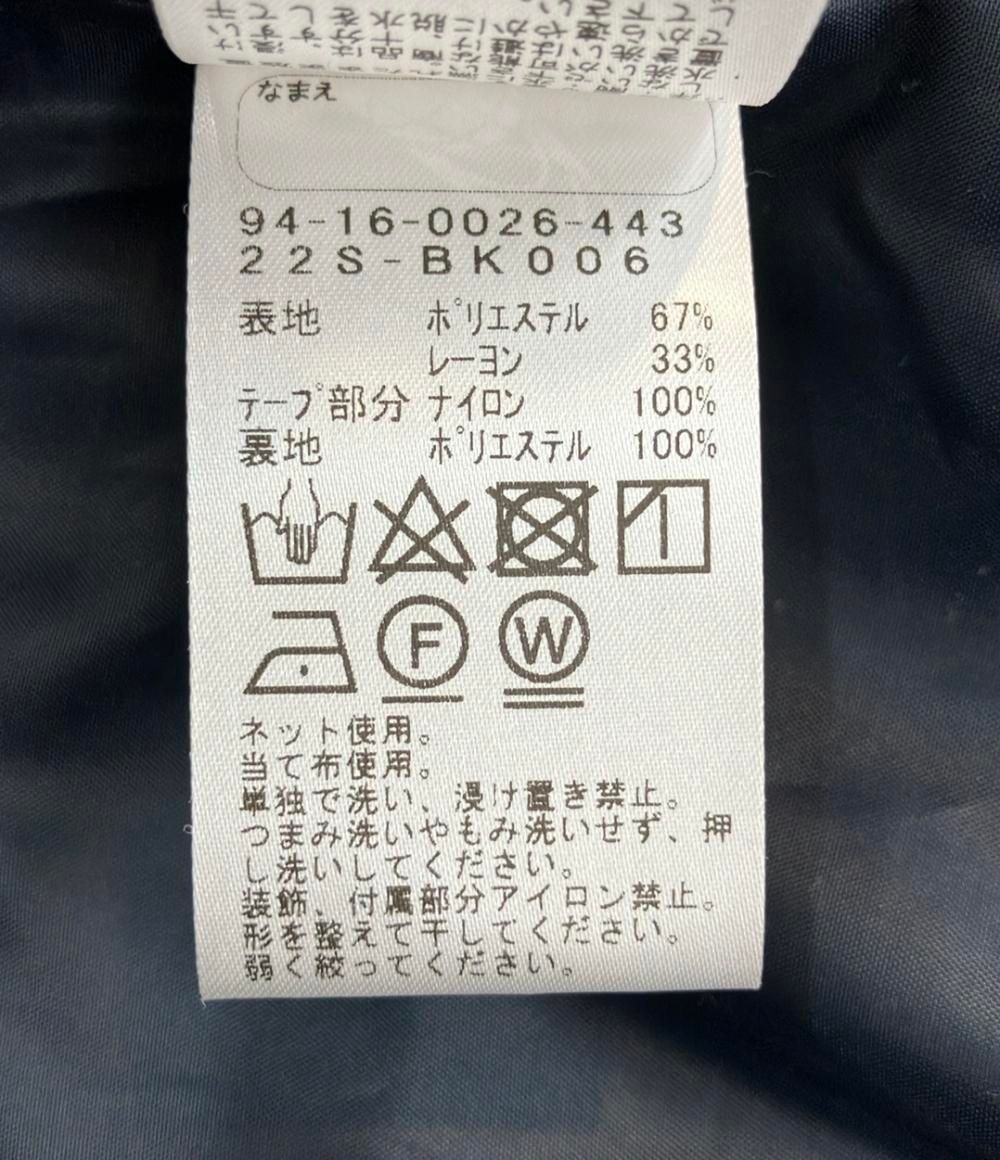 なまえ
94-16-0026-443
22S-BK006
表地 ポリエステル 67%
レーヨン 33%
テープ部分 ナイロン 100%
裏地 ポリエステル 100%
F W
ネット使用。
当て布使用。
単独で洗い、浸け置き禁止。
つまみ洗いやもみ洗いせず、押
し洗いしてください。
装飾、付属部分アイロン禁止。
形を整えて干してください。
弱く絞ってください。